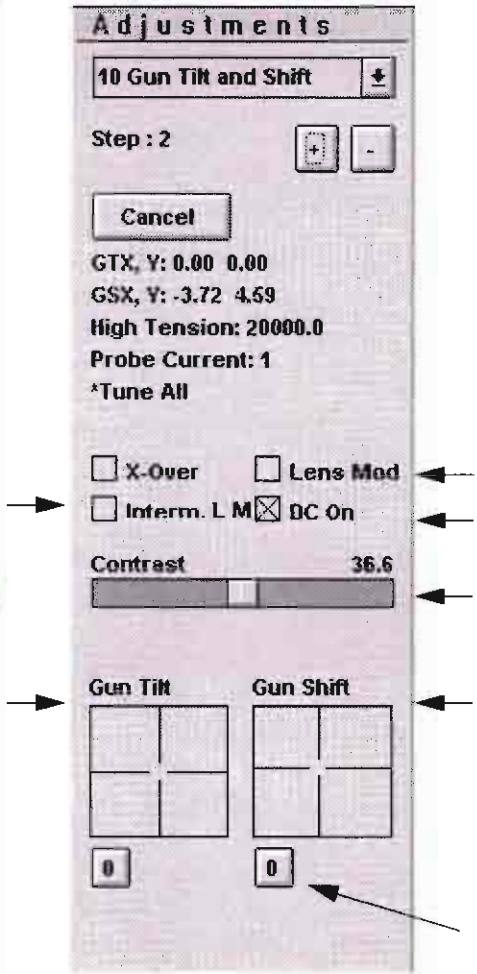 Adjustments
10 Gun Tilt and Shift
Step : 2
+ -
Cancel
GTX, Y: 0.00 0.00
GSX, Y: -3.72 4.59
High Tension: 20000.0
Probe Current: 1
*Tune All
X-Over Lens Mod
Interm. L M DC On
Contrast 36.6
Gun Tilt Gun Shift
0 0